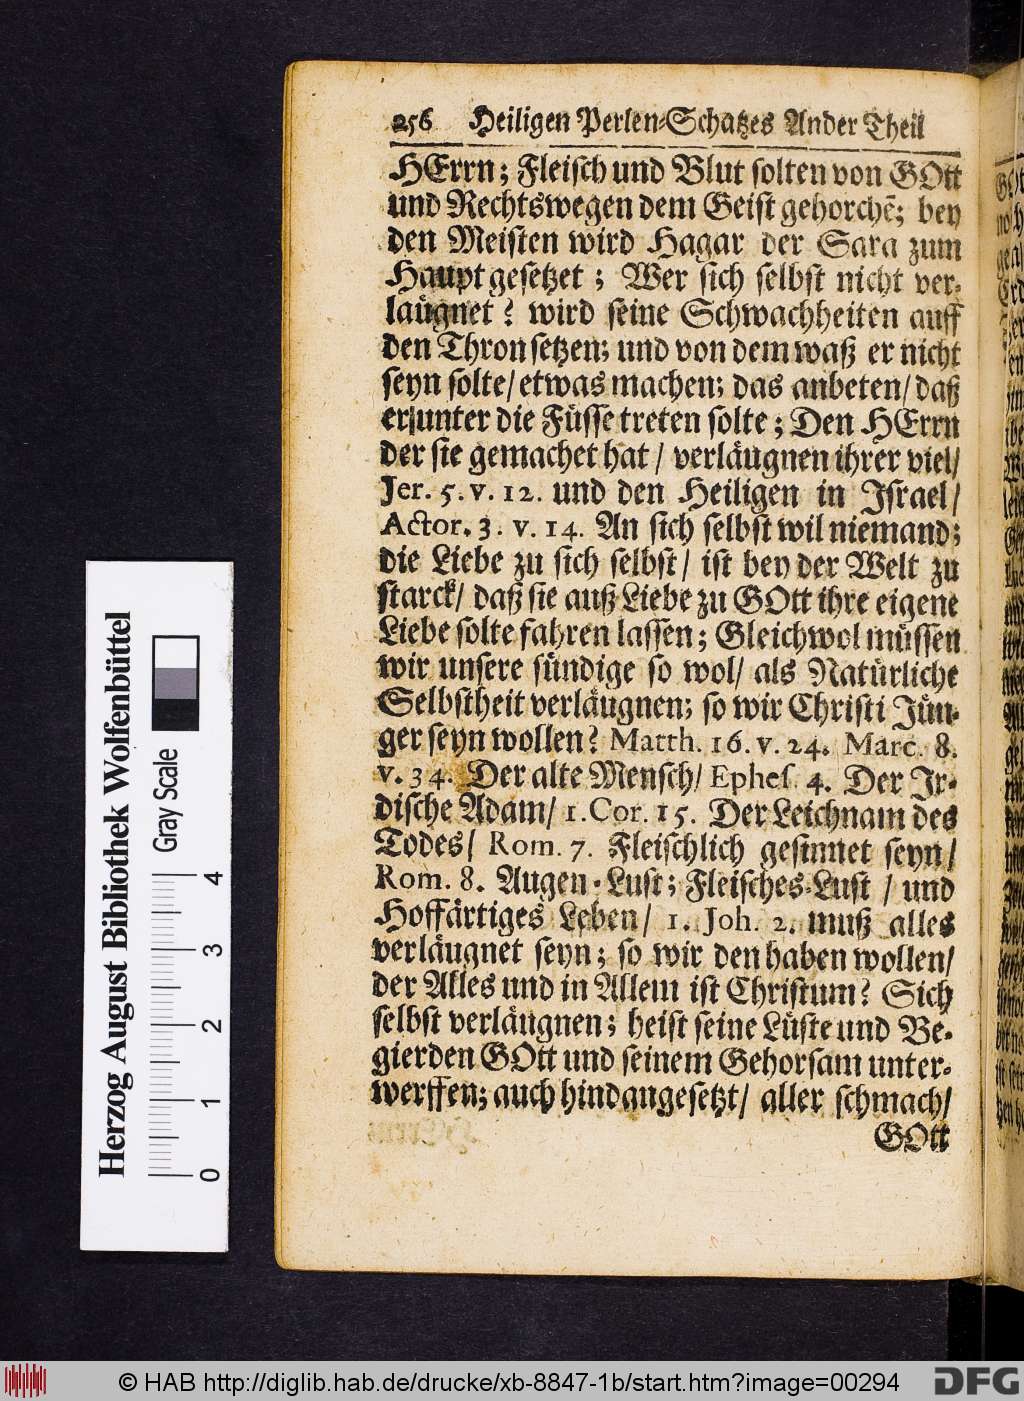 256 Heiligen Perlen-Schatzes Ander Theil
HErrn; Fleisch und Blut solten von GOtt
und Rechtswegen dem Geist gehorchē; bey
den Meisten wird Hagar der Sara zum
Haupt gesetzet; Wer sich selbst nicht ver-
läugnet? wird seine Schwachheiten auff
den Thron setzen; und von dem waß er nicht
seyn solte/ etwas machen; das anbeten/ daß
er unter die Füsse treten solte; Den HErrn
der sie gemachet hat/ verläugnen ihrer viel/
Jer. 5. v. 12. und den Heiligen in Israel/
Actor. 3. v. 14. An sich selbst wil niemand;
die Liebe zu sich selbst/ ist bey der Welt zu
starck/ daß sie auß Liebe zu GOtt ihre eigene
Liebe solte fahren lassen; Gleichwol müssen
wir unsere sündige so wol/ als Natürliche
Selbstheit verläugnen; so wir Christi Jün-
ger seyn wollen? Matth. 16. v. 24. Marc. 8.
v. 34. Der alte Mensch/ Ephes. 4. Der Ir-
dische Adam/ 1. Cor. 15. Der Leichnam des
Todes/ Rom. 7. Fleischlich gesinnet seyn/
Rom. 8. Augen-Lust; Fleisches-Lust / und
Hoffärtiges Leben/ 1. Joh. 2. muß alles
verläugnet seyn; so wir den haben wollen/
der Alles und in Allem ist Christum? Sich
selbst verläugnen; heist seine Lüste und Be-
gierden GOtt und seinem Gehorsam unter-
werffen; auch hindangesetzt/ aller schmach/
GOtt
Herzog August Bibliothek Wolfenbüttel
Gray Scale
0 1 2 3 4
© HAB http://diglib.hab.de/drucke/xb-8847-1b/start.htm?image=00294
DFG